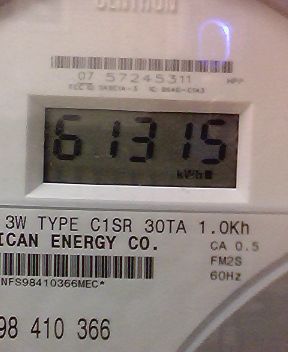 CENTRON
07 57245311
61315
kWh
3W TYPE C1SR 30TA 1.0Kh
ICAN ENERGY CO.
CA 0.5
FM2S
60Hz
NFS98410366MEC*
98 410 366